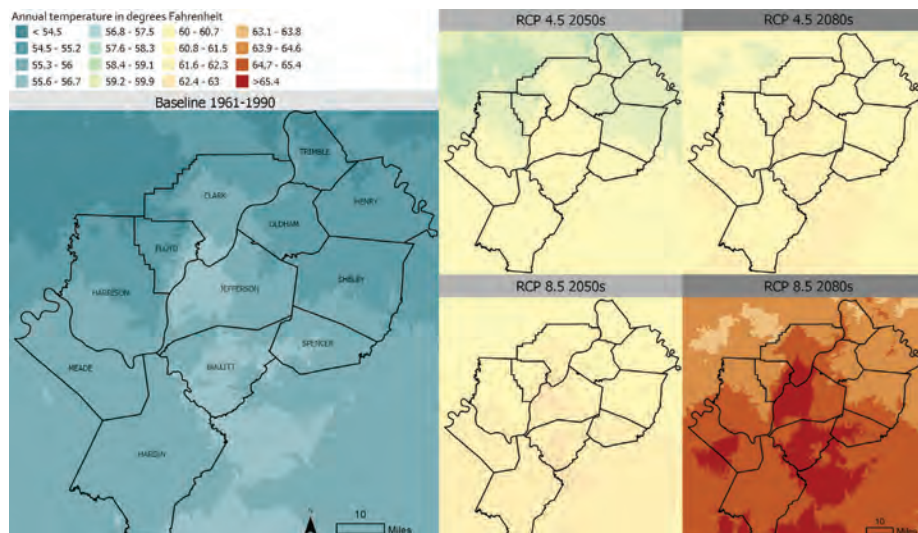 Annual temperature in degrees Fahrenheit
< 54.5
54.5 - 55.2
55.3 - 56
55.6 - 56.7
56.8 - 57.5
57.6 - 58.3
58.4 - 59.1
59.2 - 59.9
60 - 60.7
60.8 - 61.5
61.6 - 62.3
62.4 - 63
63.1 - 63.8
63.9 - 64.6
64.7 - 65.4
>65.4
Baseline 1961-1990
TRIMBLE
CLARK
HENRY
OLDHAM
FLOYD
SHELBY
JEFFERSON
HARRISON
SPENCER
MEADE
BULLITT
HARDIN
N
10
Miles
RCP 4.5 2050s
RCP 4.5 2080s
RCP 8.5 2050s
RCP 8.5 2080s
10
Miles